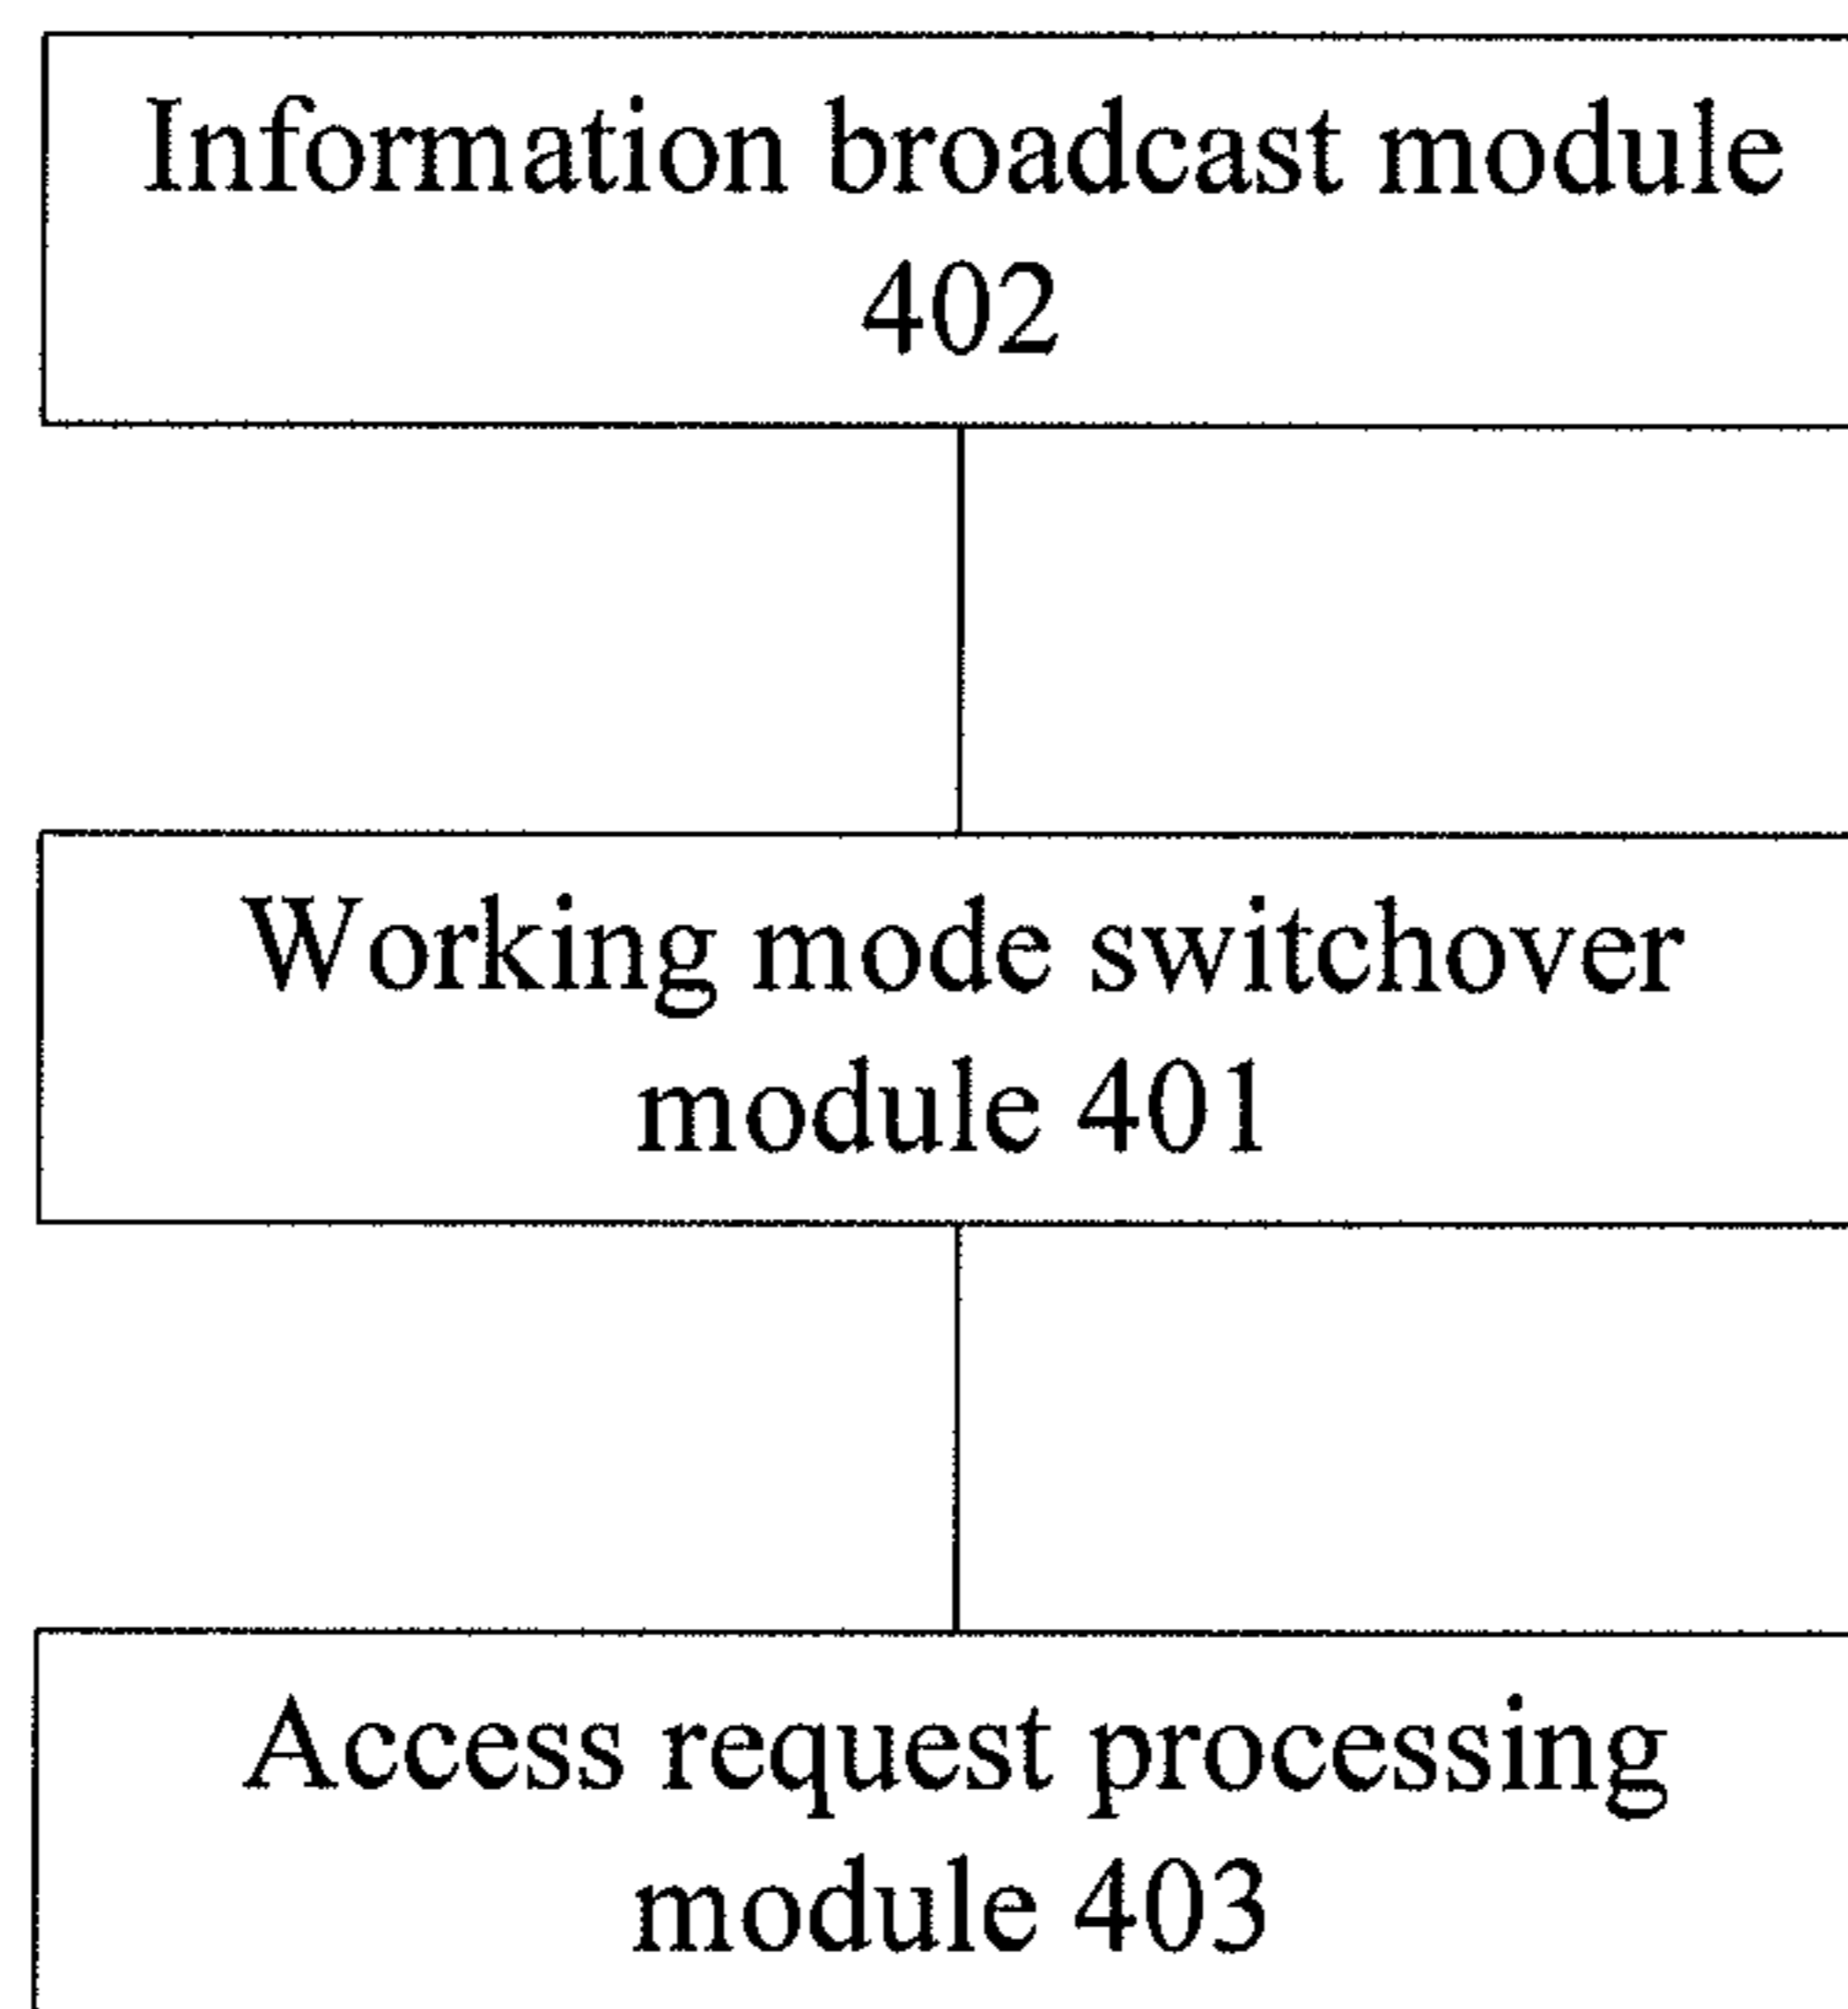 Information broadcast module
402
Working mode switchover
module 401
Access request processing
module 403